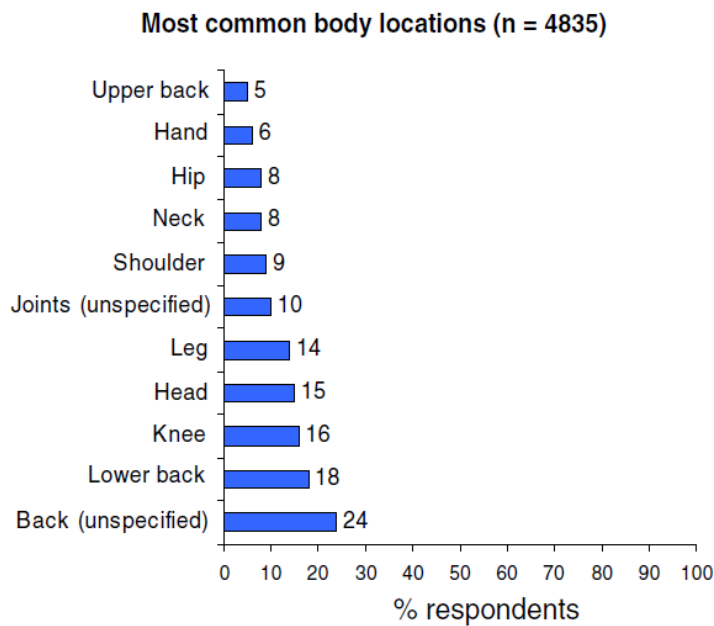 Most common body locations (n = 4835)
Upper back 5
Hand 6
Hip 8
Neck 8
Shoulder 9
Joints (unspecified) 10
Leg 14
Head 15
Knee 16
Lower back 18
Back (unspecified) 24
0 10 20 30 40 50 60 70 80 90 100
% respondents